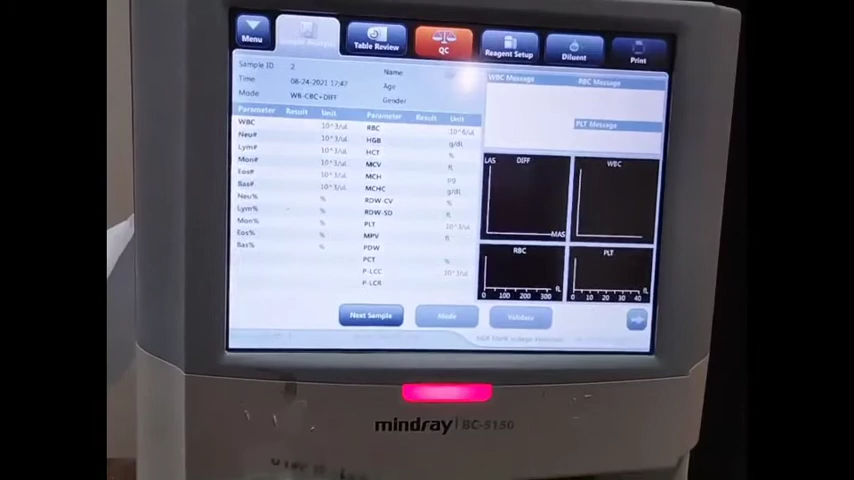 Menu
Table Review
QC
Reagent Setup
Diluent
Print
Sample ID 2 Name
Time 08-24-2021 17:47 Age
Mode WB-CBC+DIFF Gender
Parameter Result Unit Parameter Result Unit
WBC 10^3/uL RBC 10^6/uL
Neu# 10^3/uL HGB g/dL
Lym# 10^3/uL HCT %
Mon# 10^3/uL MCV fL
Eos# 10^3/uL MCH pg
Bas# 10^3/uL MCHC g/dL
Neu% % RDW-CV %
Lym% % RDW-SD fL
Mon% % PLT 10^3/uL
Eos% % MPV fL
Bas% % PDW
PCT %
P-LCC 10^3/uL
P-LCR
WBC Message RBC Message
PLT Message
LAS DIFF MAS
WBC
RBC fL
0 100 200 300
PLT fL
0 10 20 30 40
Next Sample Mode Validate
mindray BC-5150